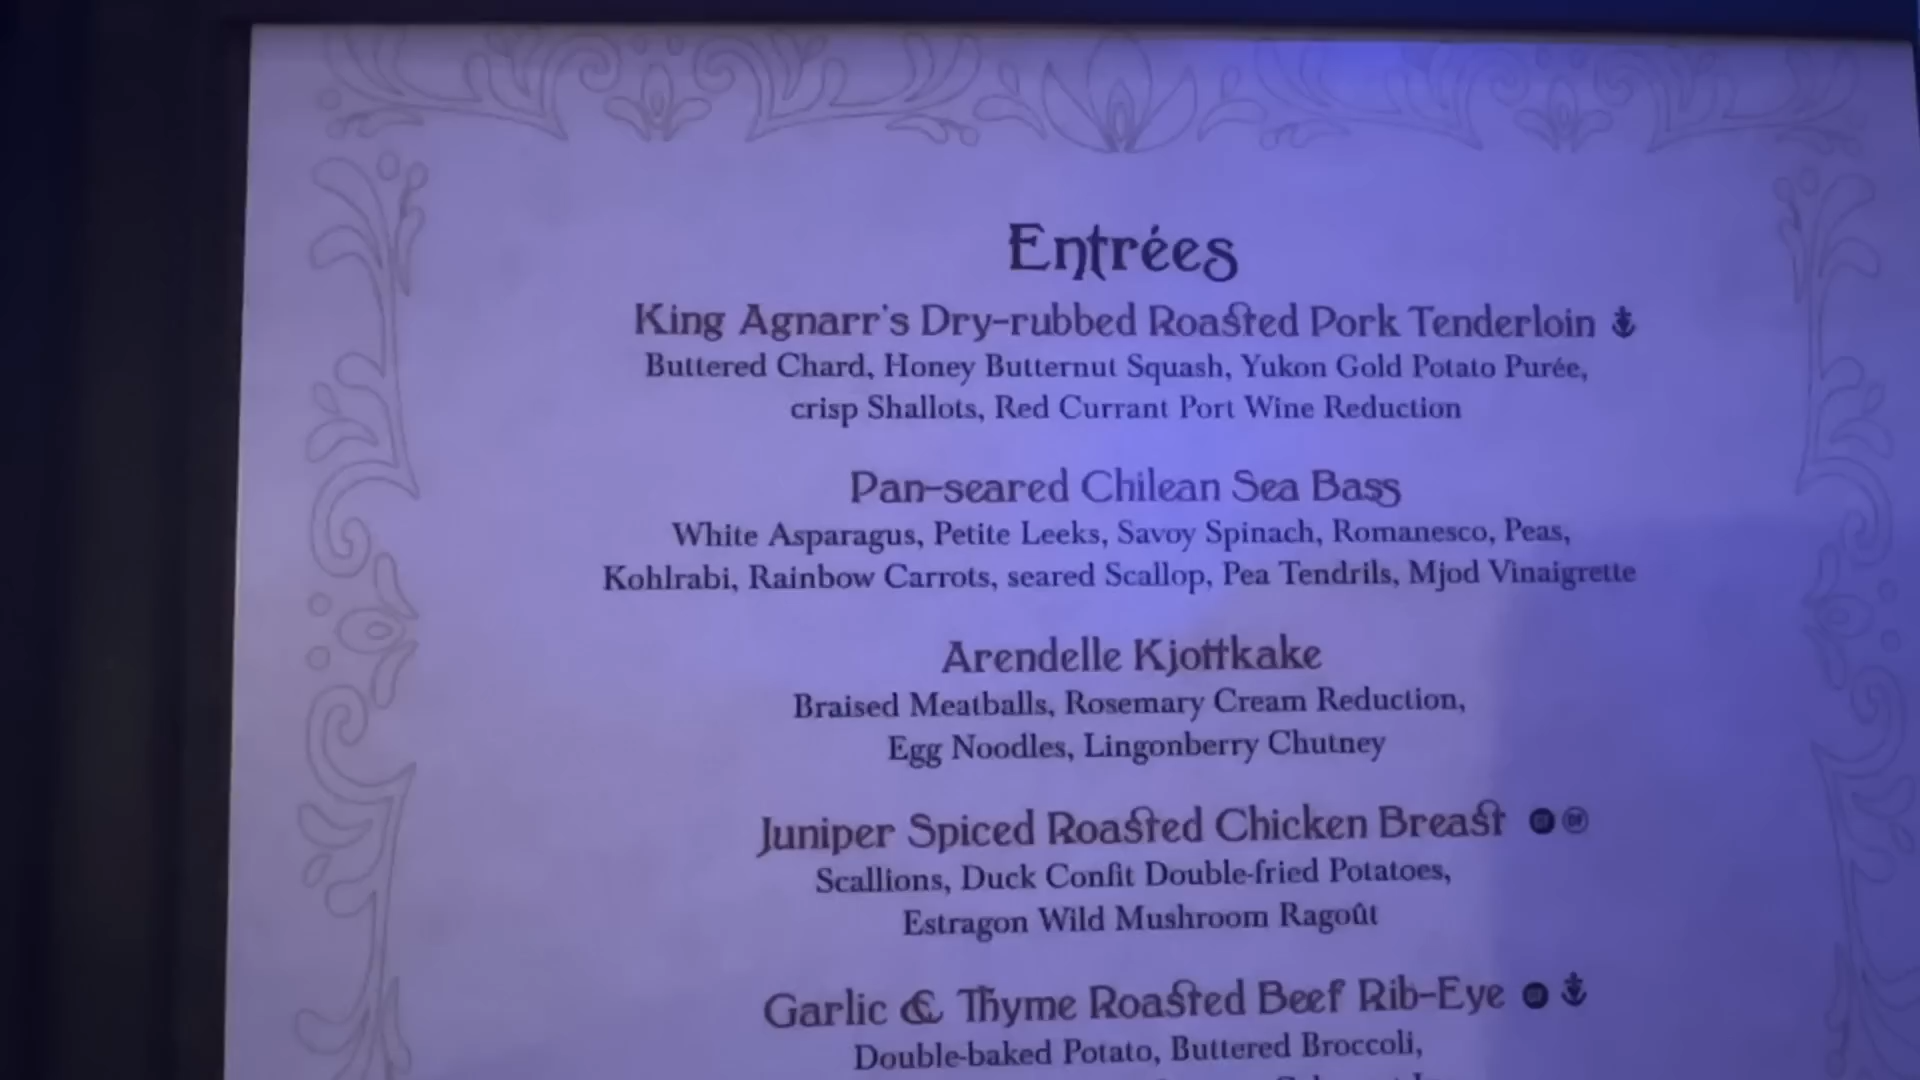 Entrées
King Agnarr's Dry-rubbed Roasted Pork Tenderloin
Buttered Chard, Honey Butternut Squash, Yukon Gold Potato Purée,
crisp Shallots, Red Currant Port Wine Reduction
Pan-seared Chilean Sea Bass
White Asparagus, Petite Leeks, Savoy Spinach, Romanesco, Peas,
Kohlrabi, Rainbow Carrots, seared Scallop, Pea Tendrils, Mjod Vinaigrette
Arendelle Kjottkake
Braised Meatballs, Rosemary Cream Reduction,
Egg Noodles, Lingonberry Chutney
Juniper Spiced Roasted Chicken Breast
Scallions, Duck Confit Double-fried Potatoes,
Estragon Wild Mushroom Ragoût
Garlic & Thyme Roasted Beef Rib-Eye
Double-baked Potato, Buttered Broccoli,